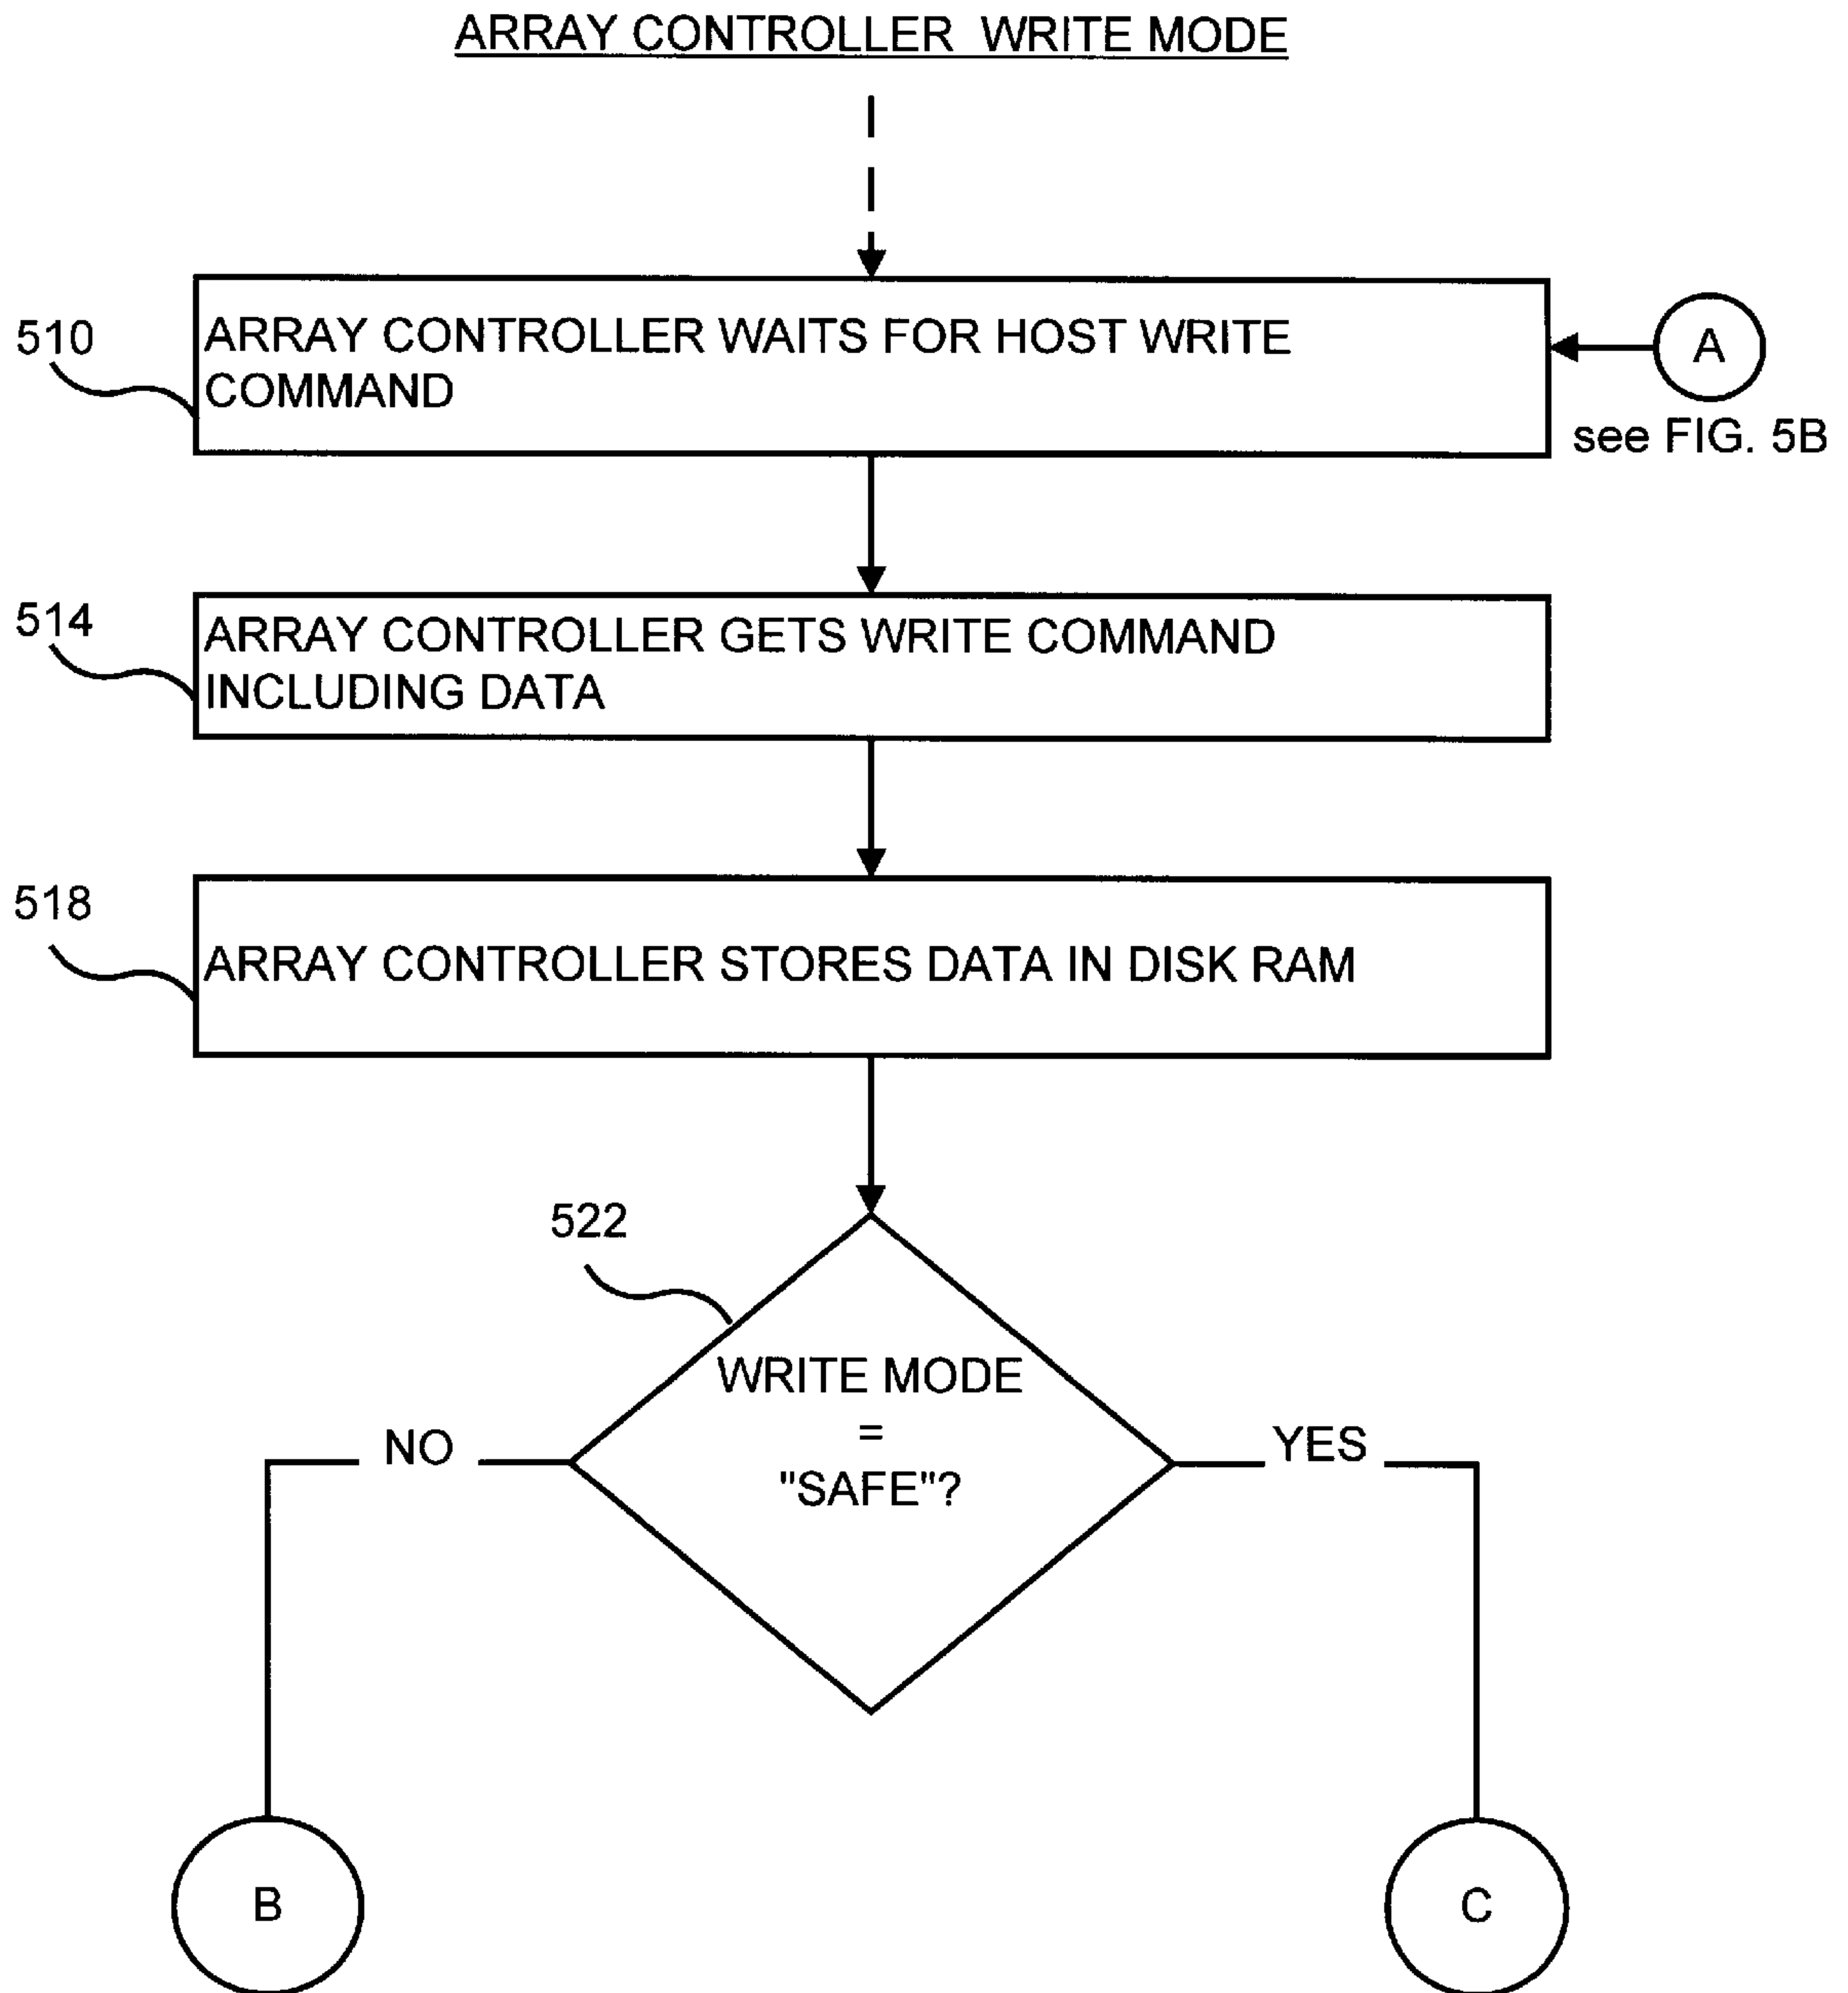 ARRAY CONTROLLER WRITE MODE
510
ARRAY CONTROLLER WAITS FOR HOST WRITE
COMMAND
A
see FIG. 5B
514
ARRAY CONTROLLER GETS WRITE COMMAND
INCLUDING DATA
518
ARRAY CONTROLLER STORES DATA IN DISK RAM
522
WRITE MODE
=
"SAFE"?
NO
YES
B
C